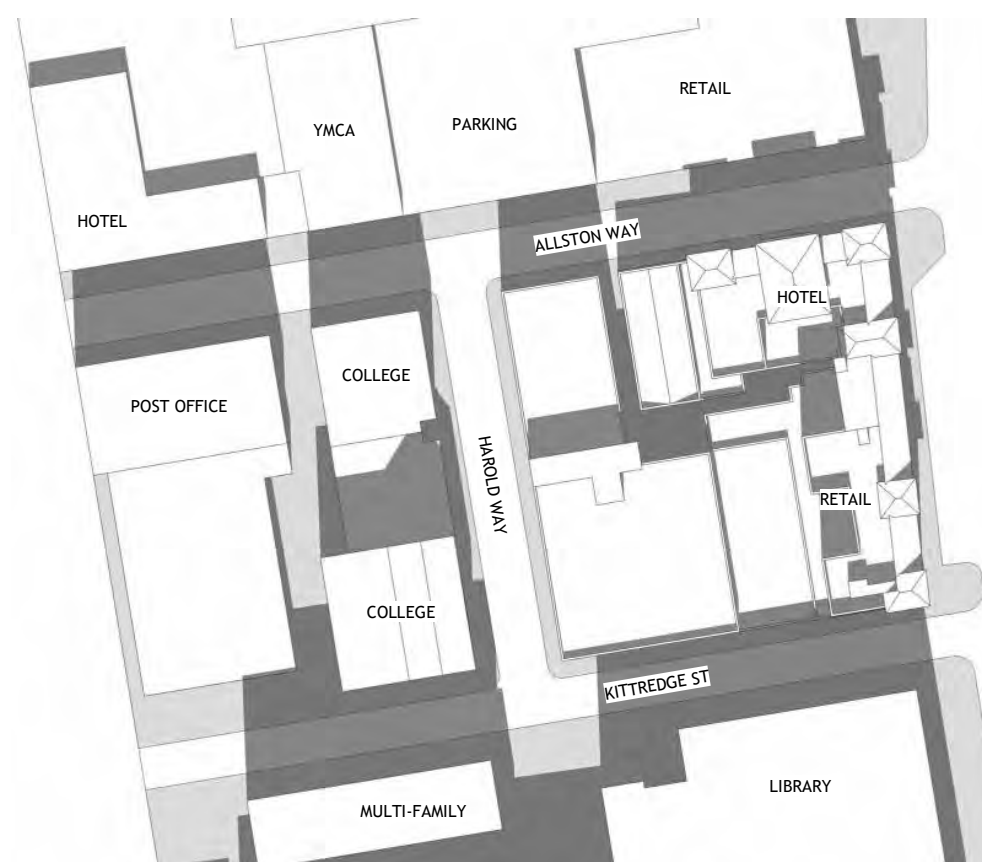 RETAIL
YMCA
PARKING
HOTEL
ALLSTON WAY
HOTEL
COLLEGE
POST OFFICE
HAROLD WAY
RETAIL
COLLEGE
KITTREDGE ST
LIBRARY
MULTI-FAMILY